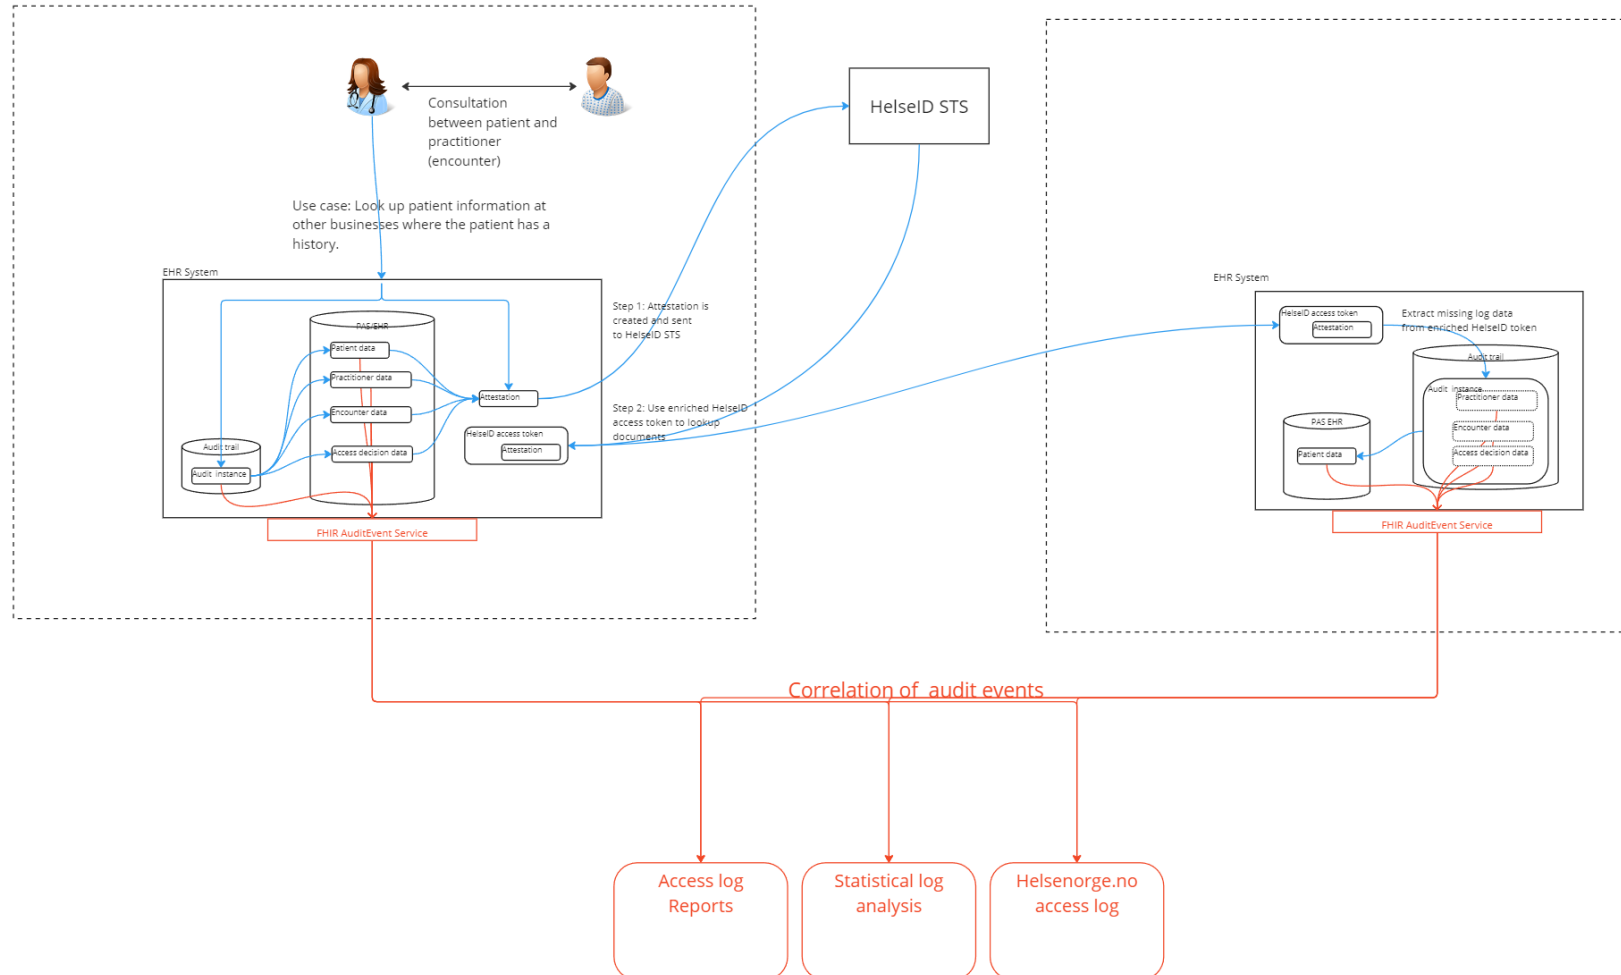 Consultation
between patient and
practitioner
(encounter)
HelseID STS
Use case: Look up patient information at
other businesses where the patient has a
history.
EHR System
PAS/EHR
Patient data
Practitioner data
Encounter data
Access decision data
Audit trail
Audit instance
Attestation
HelseID access token
Attestation
Step 1: Attestation is
created and sent
to HelseID STS
Step 2: Use enriched HelseID
access token to lookup
documents
FHIR AuditEvent Service
EHR System
HelseID access token
Attestation
Extract missing log data
from enriched HelseID token
Audit trail
Audit instance
Practitioner data
Encounter data
Access decision data
PAS EHR
Patient data
FHIR AuditEvent Service
Correlation of audit events
Access log
Reports
Statistical log
analysis
Helsenorge.no
access log